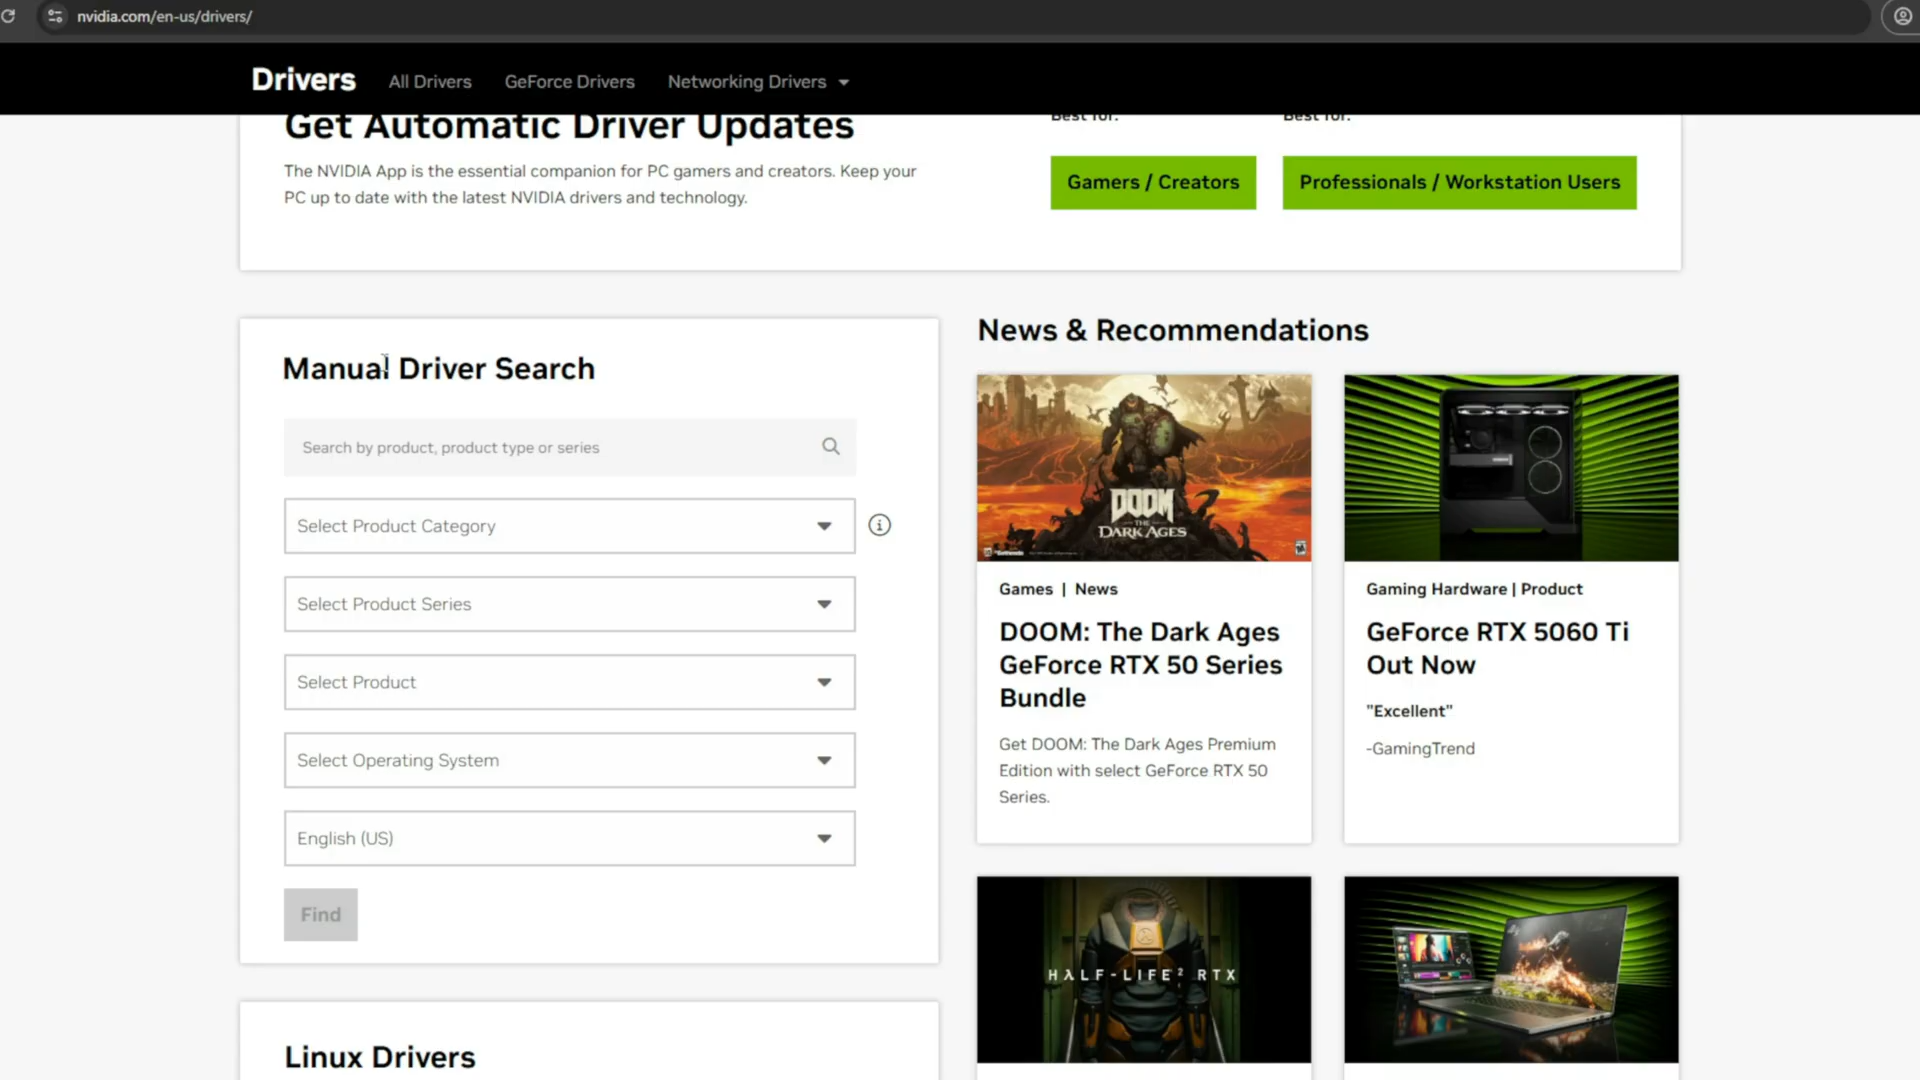 nvidia.com/en-us/drivers/
Drivers
All Drivers
GeForce Drivers
Networking Drivers
Get Automatic Driver Updates
The NVIDIA App is the essential companion for PC gamers and creators. Keep your
PC up to date with the latest NVIDIA drivers and technology.
Best for:
Best for:
Gamers / Creators
Professionals / Workstation Users
Manual Driver Search
Search by product, product type or series
Select Product Category
Select Product Series
Select Product
Select Operating System
English (US)
Find
Linux Drivers
News & Recommendations
DOOM
THE
DARK AGES
Bethesda
Games | News
DOOM: The Dark Ages
GeForce RTX 50 Series
Bundle
Get DOOM: The Dark Ages Premium
Edition with select GeForce RTX 50
Series.
Gaming Hardware | Product
GeForce RTX 5060 Ti
Out Now
"Excellent"
-GamingTrend
HλLF-LIFE² RTX